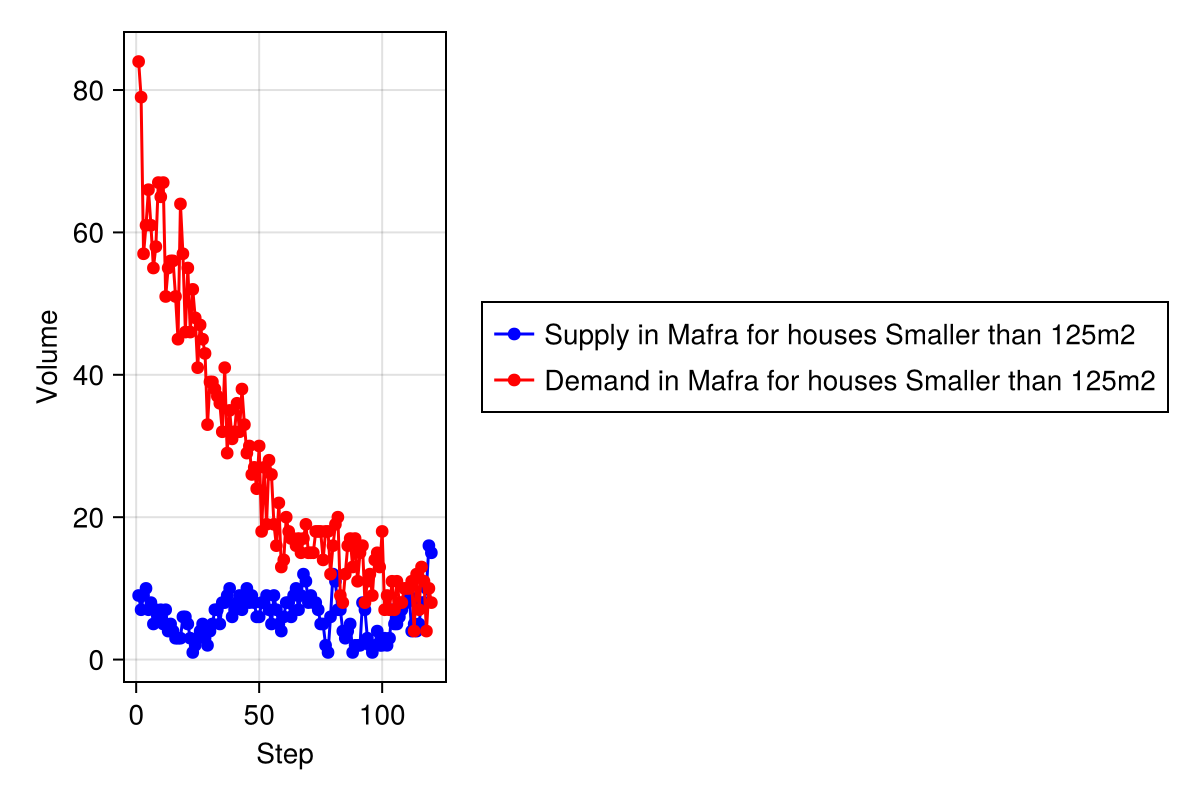 80
60
40
20
0
Volume
0 50 100
Step
Supply in Mafra for houses Smaller than 125m2
Demand in Mafra for houses Smaller than 125m2